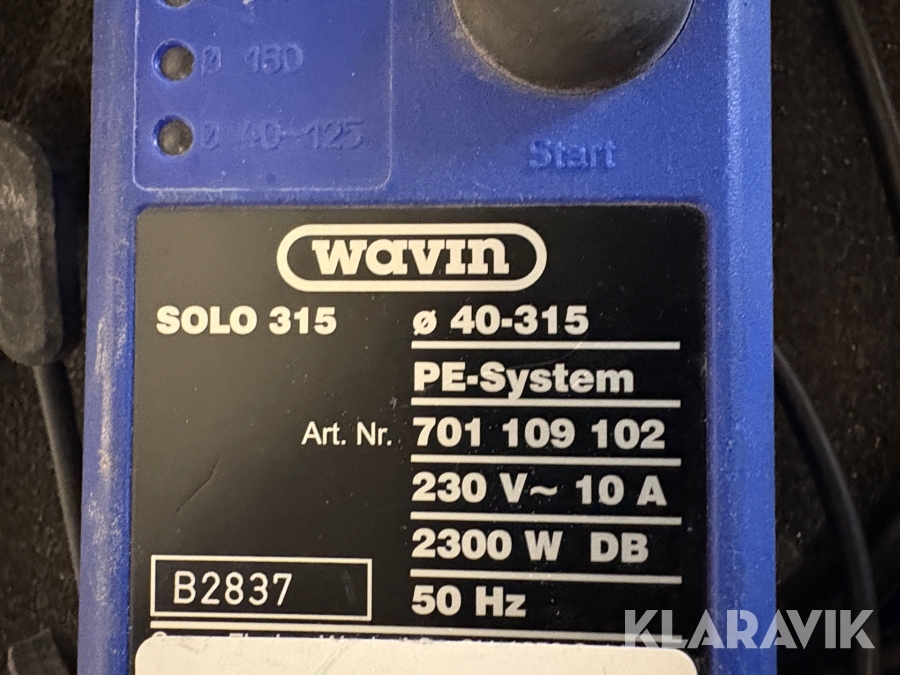 ø 160
ø 40-125
Start
wavin
SOLO 315 ø 40-315
PE-System
Art. Nr. 701 109 102
230 V~ 10 A
2300 W DB
B2837
50 Hz
KLARAVIK